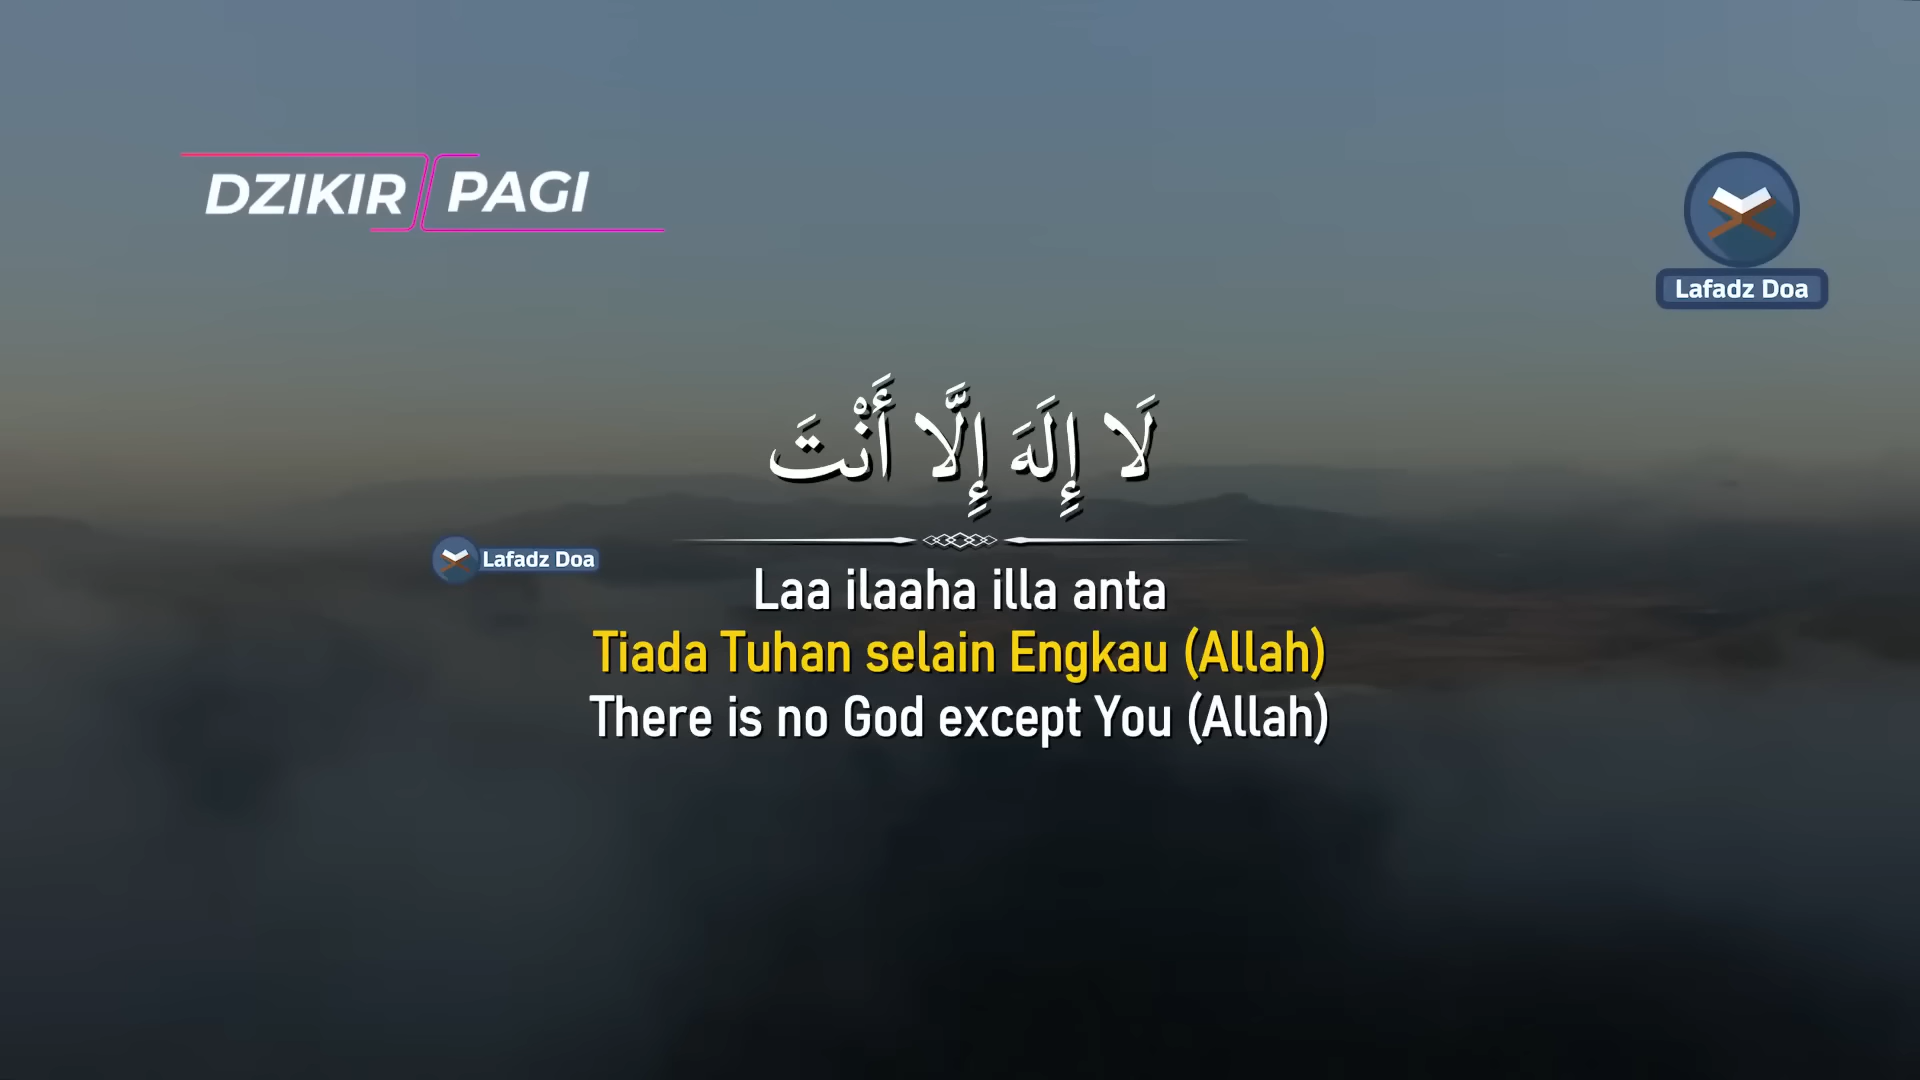 DZIKIR PAGI
Lafadz Doa
لَا إِلَهَ إِلَّا أَنْتَ
Lafadz Doa
Laa ilaaha illa anta
Tiada Tuhan selain Engkau (Allah)
There is no God except You (Allah)